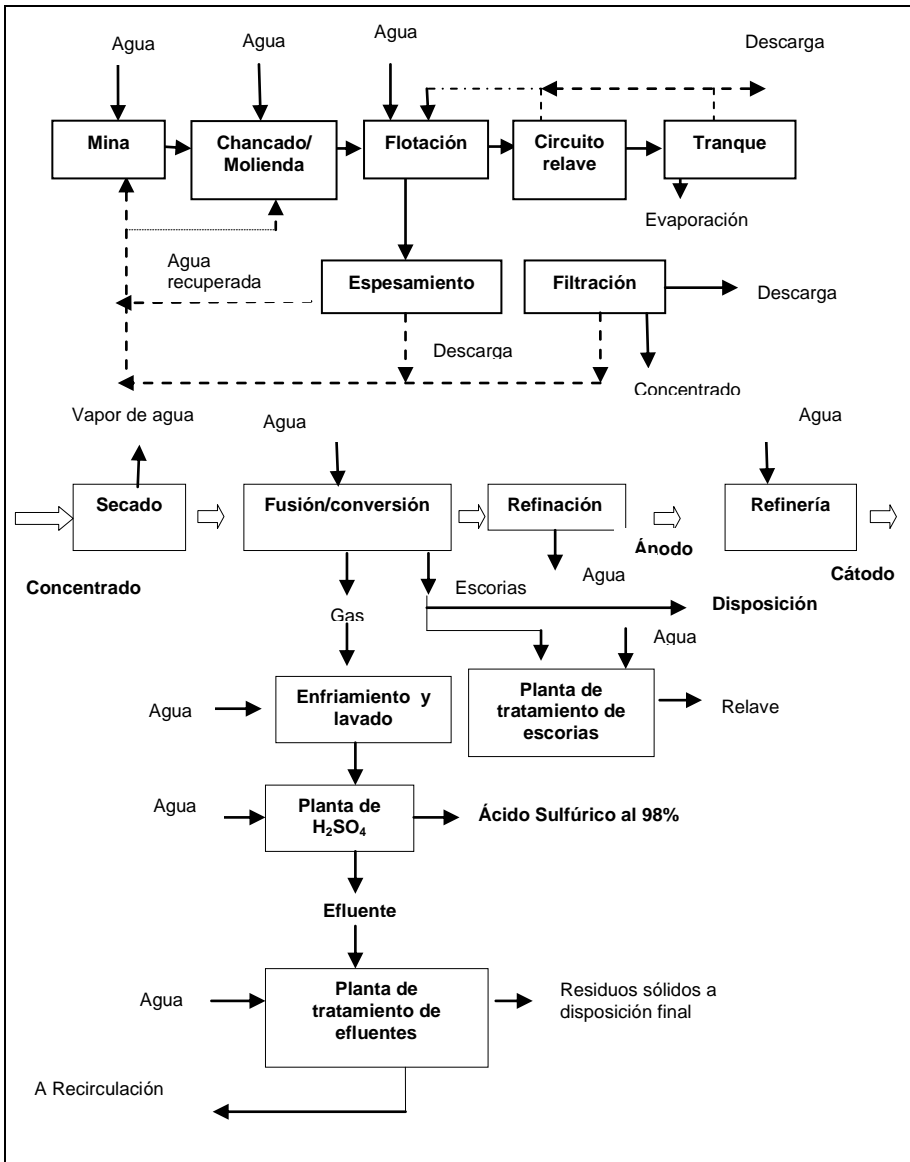 Agua
Agua
Agua
Descarga
Mina
Chancado/
Molienda
Flotación
Circuito
relave
Tranque
Evaporación
Agua
recuperada
Espesamiento
Filtración
Descarga
Descarga
Concentrado
Vapor de agua
Agua
Agua
Secado
Fusión/conversión
Refinación
Refinería
Concentrado
Ánodo
Cátodo
Agua
Escorias
Disposición
Gas
Agua
Agua
Enfriamiento y
lavado
Planta de
tratamiento de
escorias
Relave
Agua
Planta de
H₂SO₄
Ácido Sulfúrico al 98%
Efluente
Agua
Planta de
tratamiento de
efluentes
Residuos sólidos a
disposición final
A Recirculación